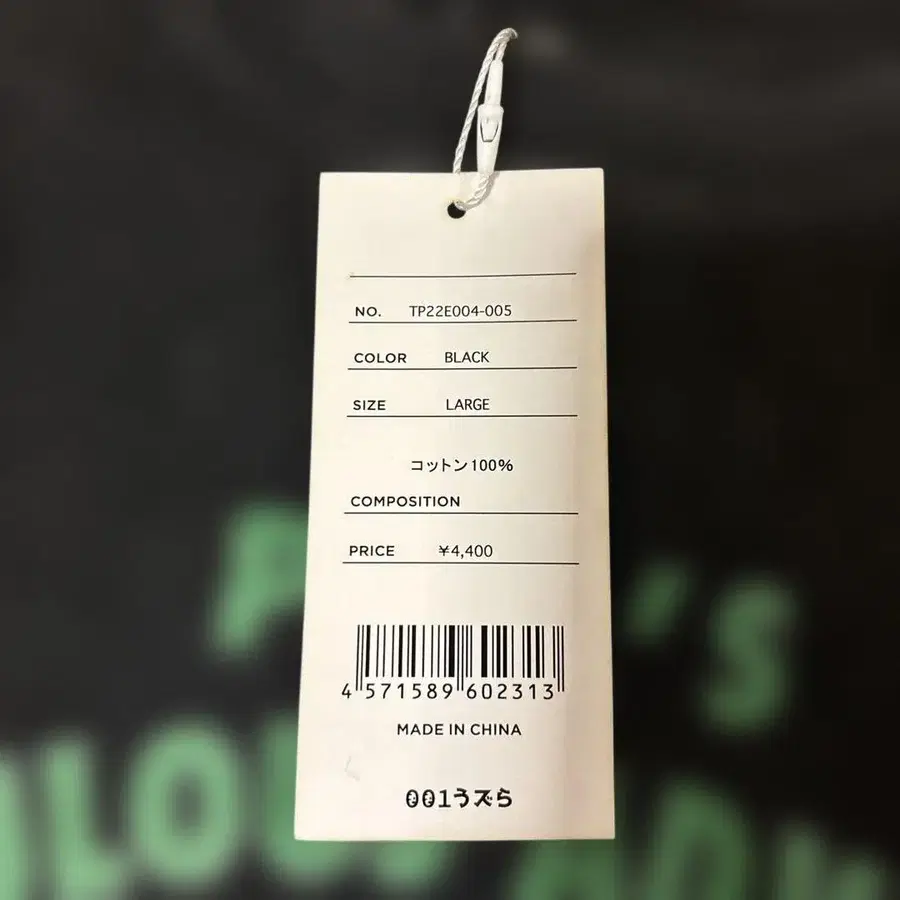 NO. TP22E004-005
COLOR BLACK
SIZE LARGE
コットン100%
COMPOSITION
PRICE ¥4,400
4 571589 602313
MADE IN CHINA
001うズら